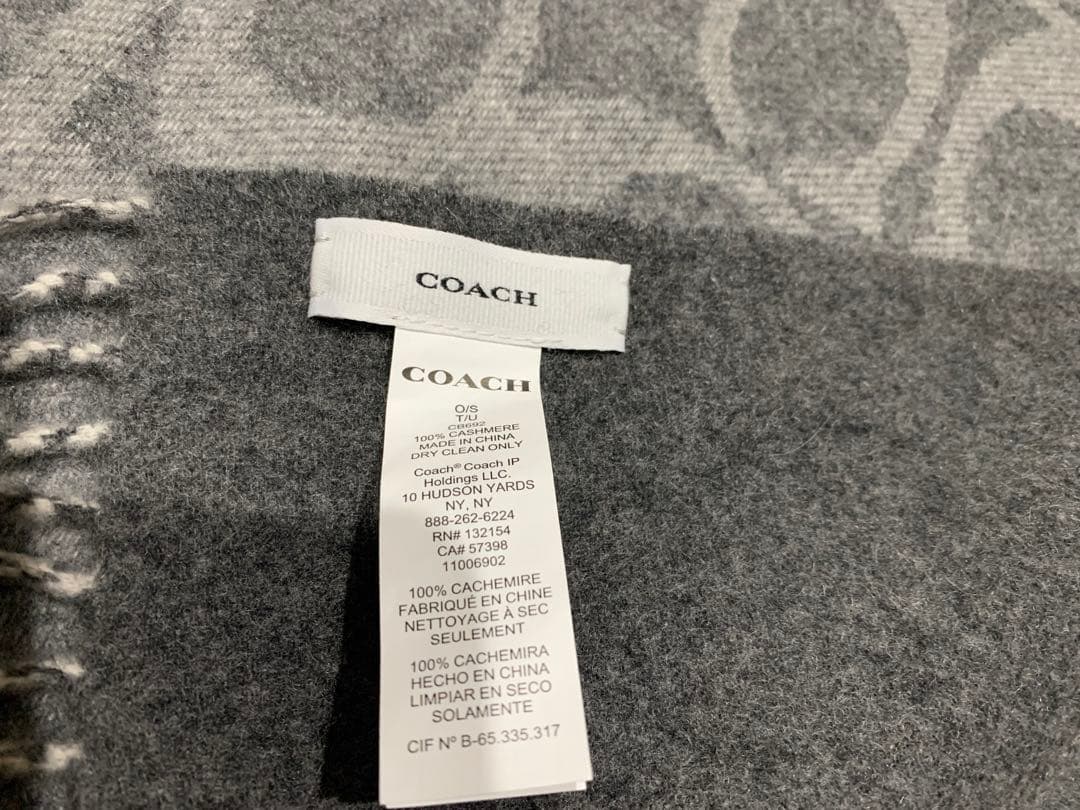 COACH
COACH
O/S
T/U
CB692
100% CASHMERE
MADE IN CHINA
DRY CLEAN ONLY
Coach® Coach IP
Holdings LLC.
10 HUDSON YARDS
NY, NY
888-262-6224
RN# 132154
CA# 57398
11006902
100% CACHEMIRE
FABRIQUÉ EN CHINE
NETTOYAGE À SEC
SEULEMENT
100% CACHEMIRA
HECHO EN CHINA
LIMPIAR EN SECO
SOLAMENTE
CIF Nº B-65.335.317